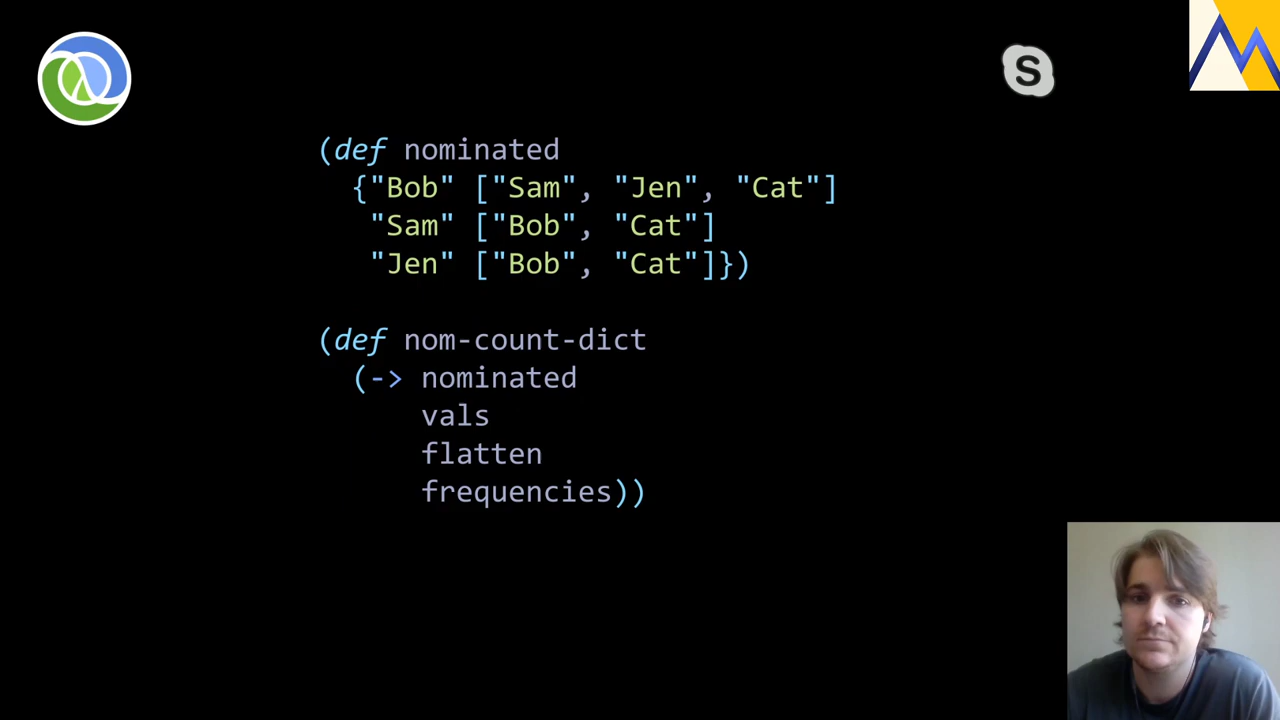 S
(def nominated
{"Bob" ["Sam", "Jen", "Cat"]
"Sam" ["Bob", "Cat"]
"Jen" ["Bob", "Cat"]})
(def nom-count-dict
(-> nominated
vals
flatten
frequencies))